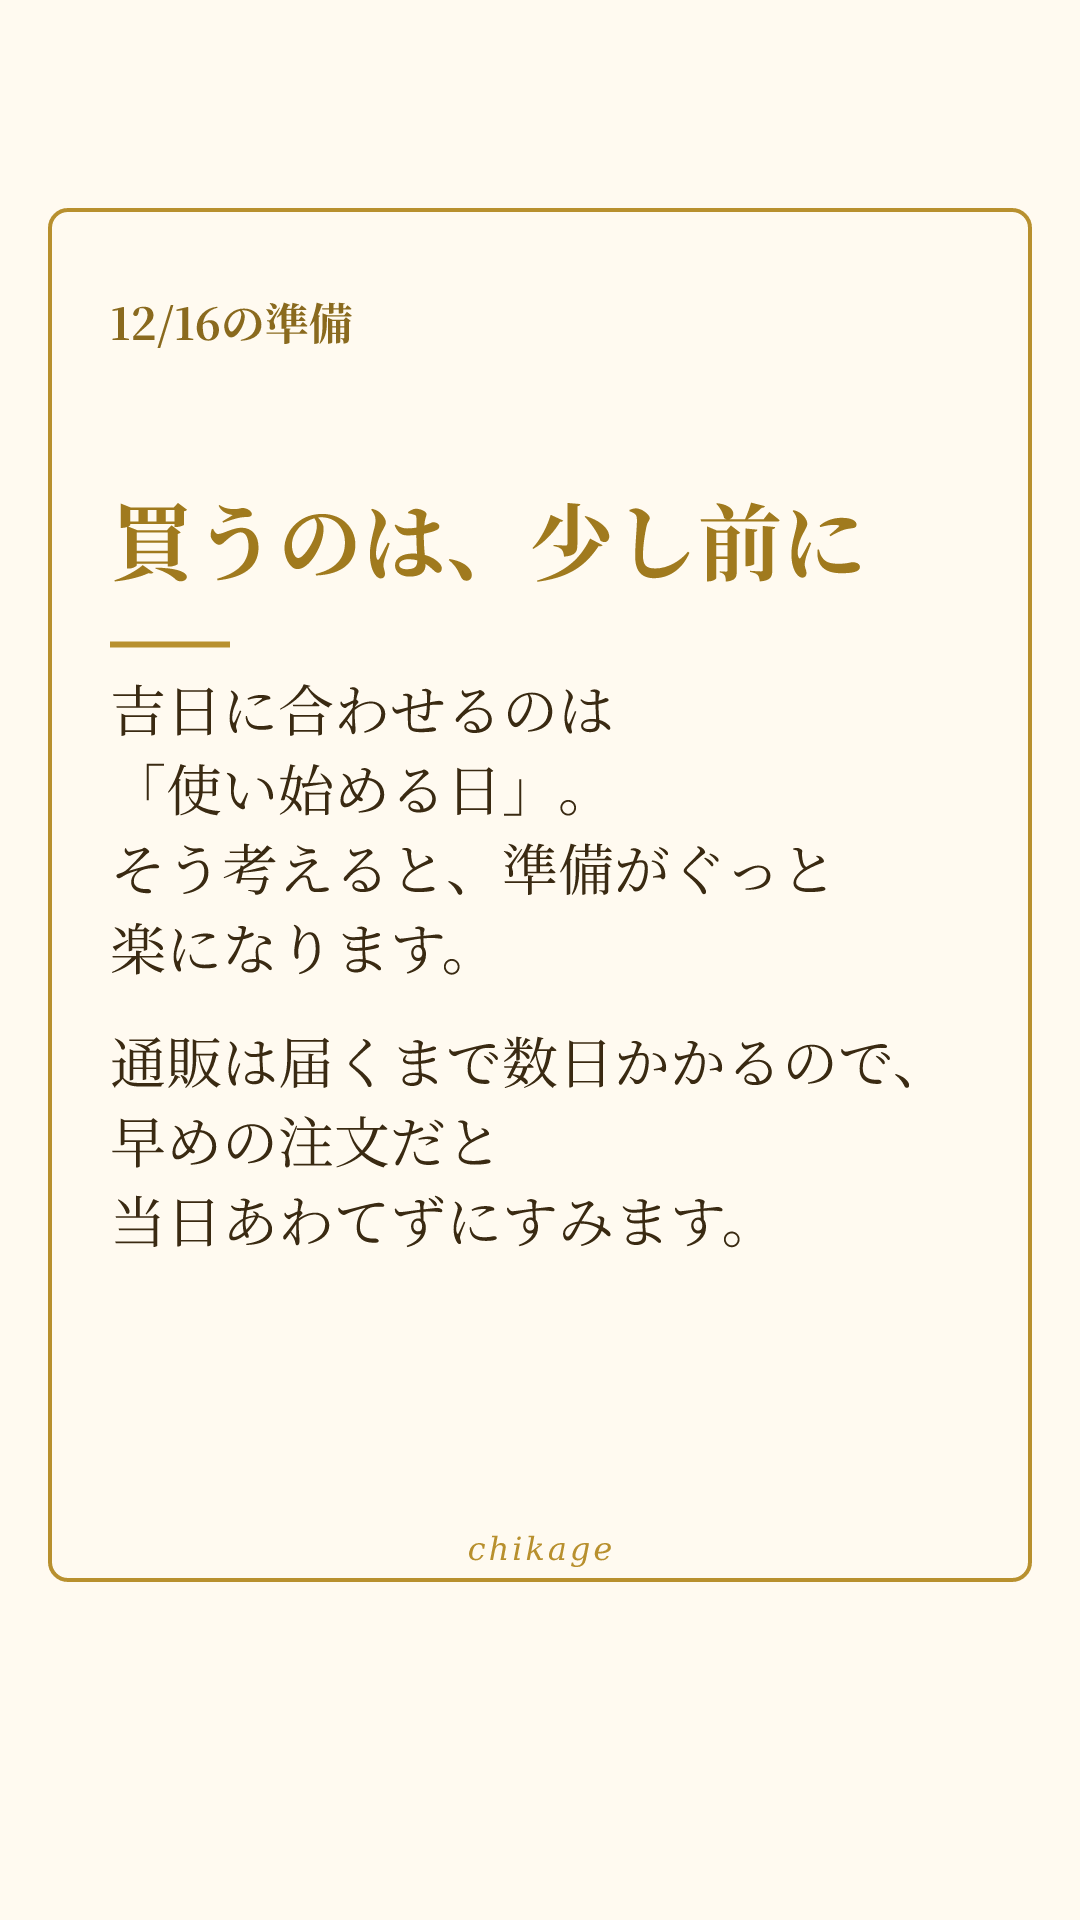 12/16の準備
買うのは、少し前に
吉日に合わせるのは
「使い始める日」。
そう考えると、準備がぐっと
楽になります。
通販は届くまで数日かかるので、
早めの注文だと
当日あわてずにすみます。
chikage